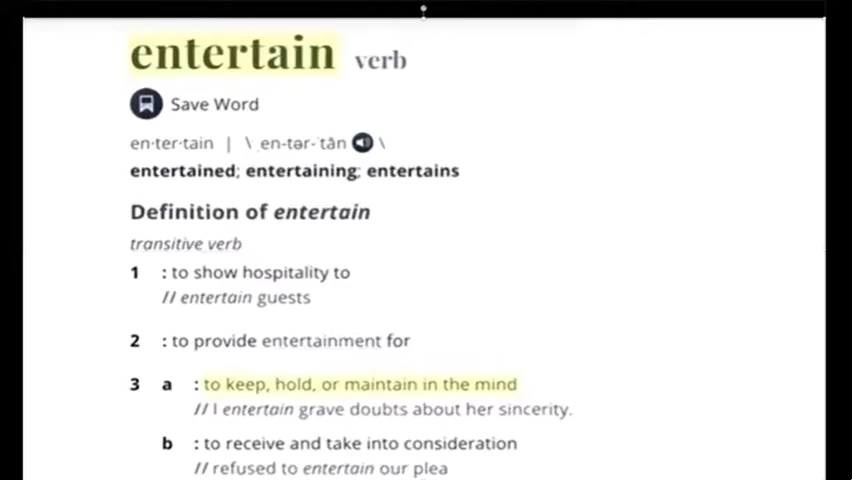 entertain verb
Save Word
en·ter·tain | \ ˌen-tər-ˈtān \
entertained; entertaining; entertains
Definition of entertain
transitive verb
1 : to show hospitality to
// entertain guests
2 : to provide entertainment for
3 a : to keep, hold, or maintain in the mind
// I entertain grave doubts about her sincerity.
b : to receive and take into consideration
// refused to entertain our plea